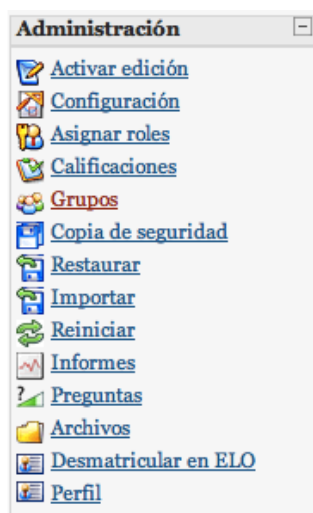 Administración
Activar edición
Configuración
Asignar roles
Calificaciones
Grupos
Copia de seguridad
Restaurar
Importar
Reiniciar
Informes
Preguntas
Archivos
Desmatricular en ELO
Perfil